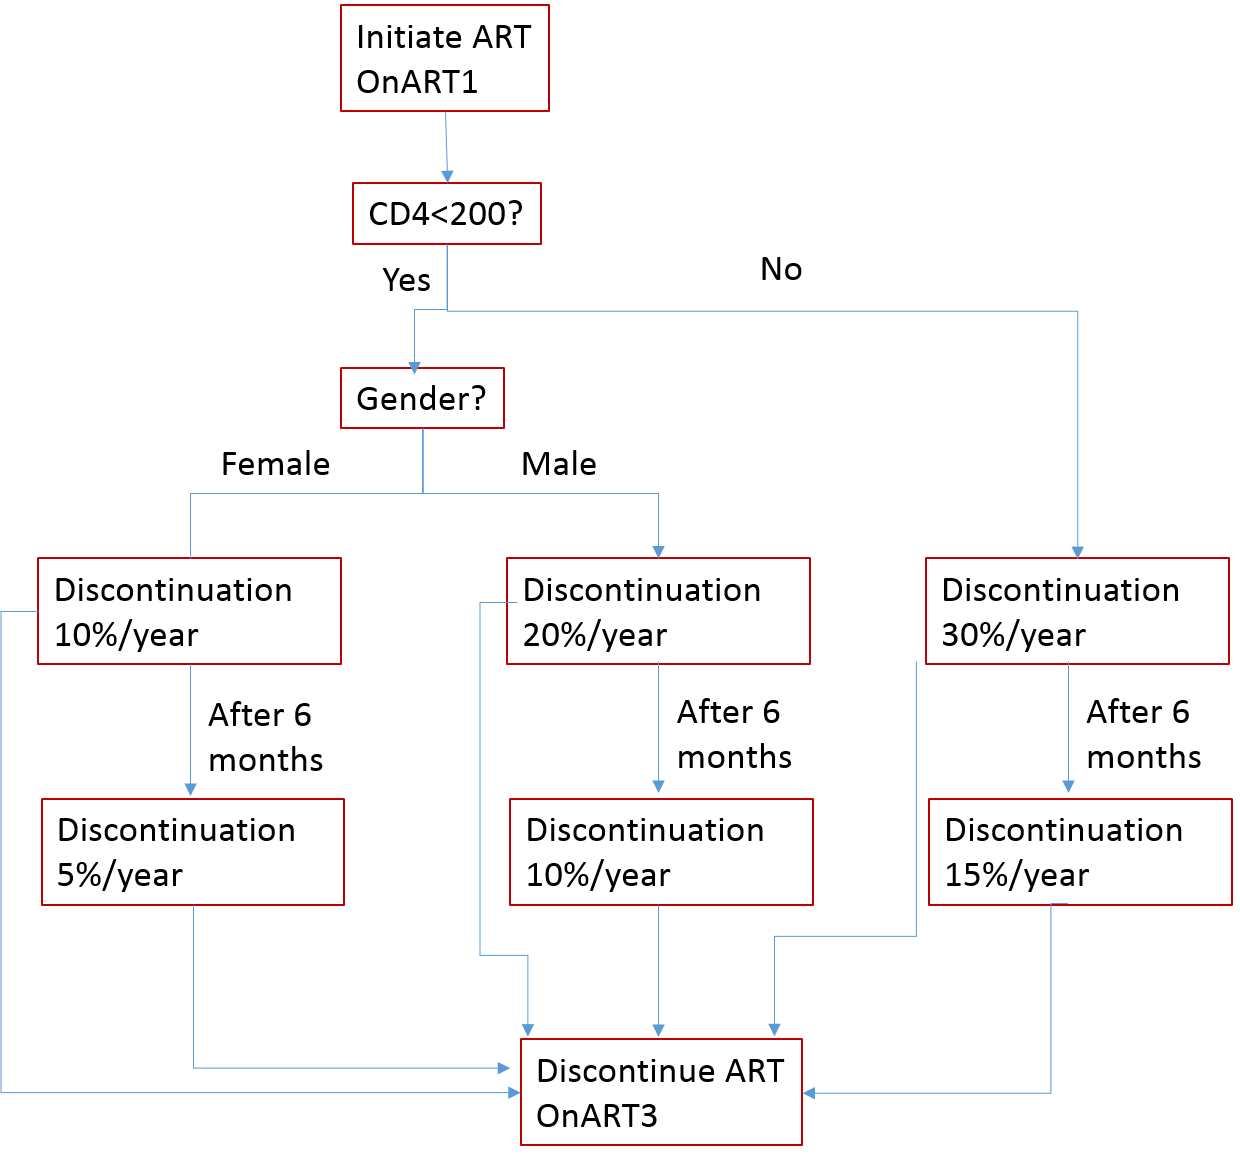 Initiate ART
OnART1
CD4<200?
Yes
No
Gender?
Female
Male
Discontinuation
10%/year
Discontinuation
20%/year
Discontinuation
30%/year
After 6
months
After 6
months
After 6
months
Discontinuation
5%/year
Discontinuation
10%/year
Discontinuation
15%/year
Discontinue ART
OnART3